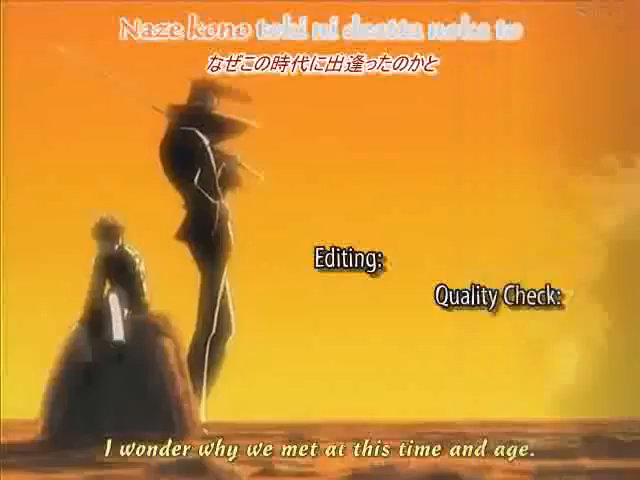 Naze kono toki ni deatta noka to
なぜこの時代に出逢ったのかと
Editing:
Quality Check:
I wonder why we met at this time and age.